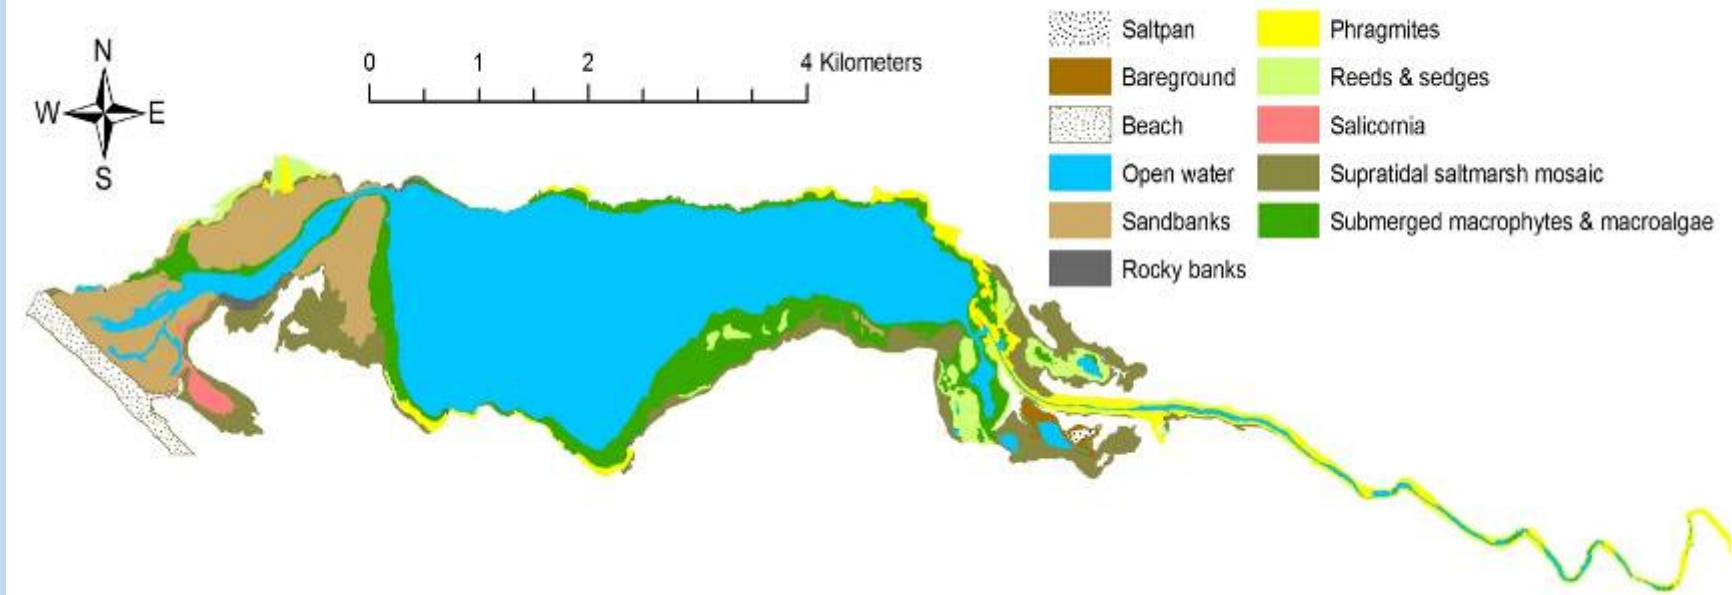 N
W E
S
0 1 2 4 Kilometers
Saltpan
Bareground
Beach
Open water
Sandbanks
Rocky banks
Phragmites
Reeds & sedges
Salicornia
Supratidal saltmarsh mosaic
Submerged macrophytes & macroalgae